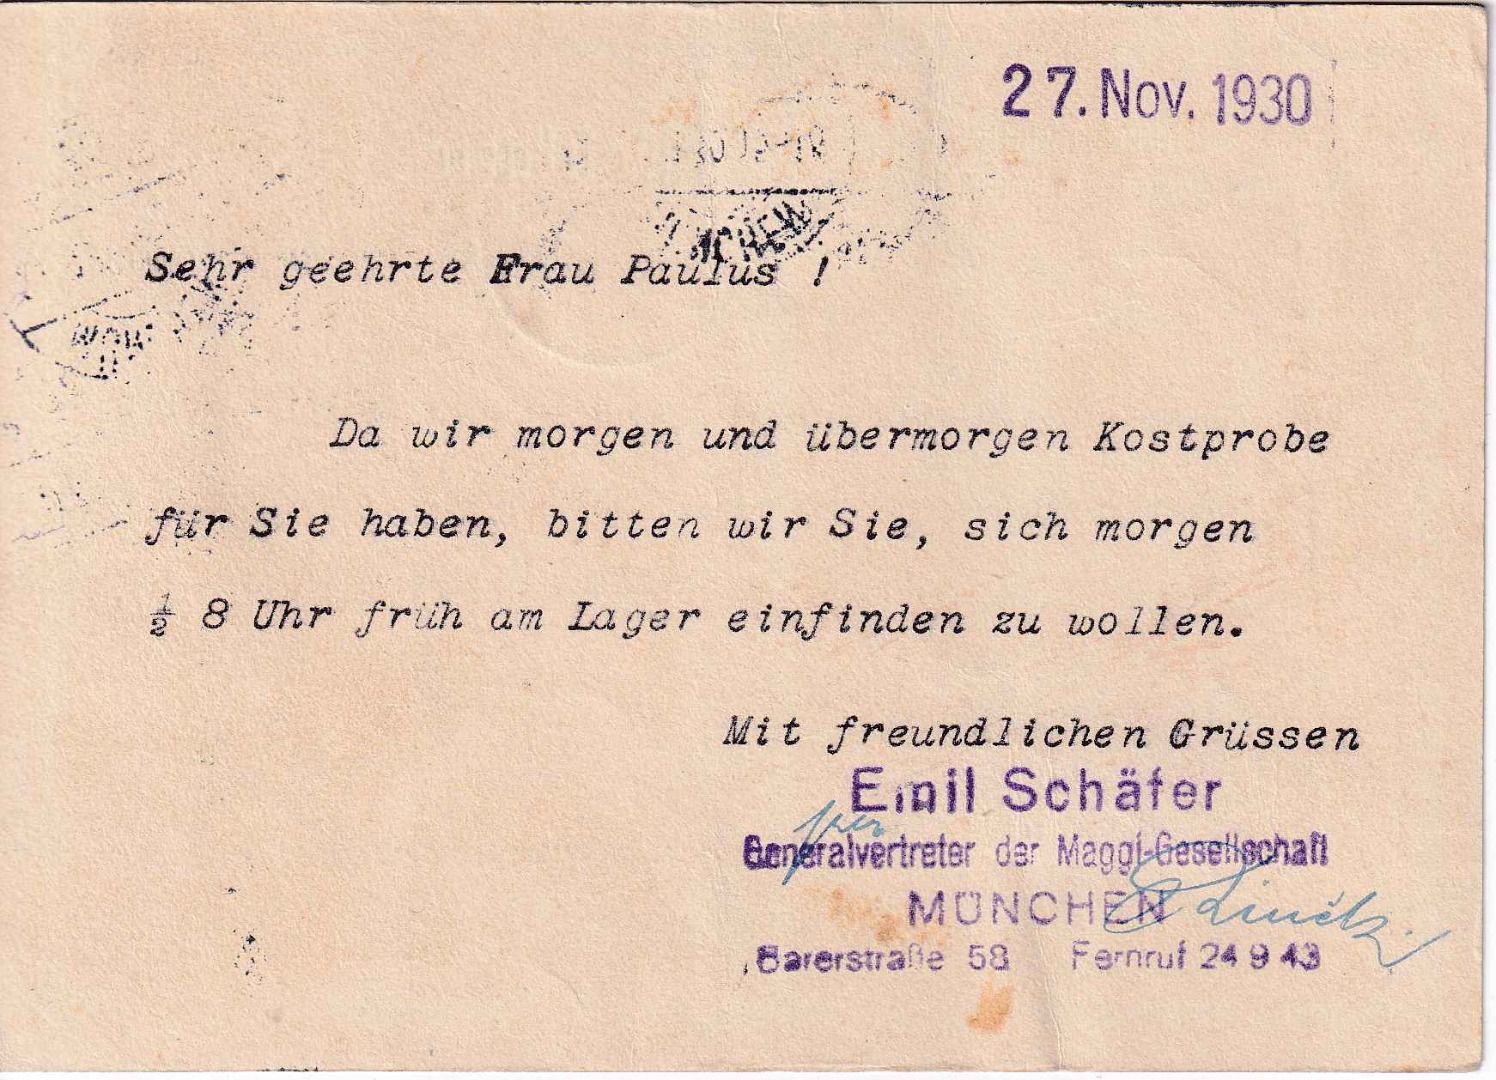 27. Nov. 1930
Sehr geehrte Frau Paulus !
Da wir morgen und übermorgen Kostprobe
für Sie haben, bitten wir Sie, sich morgen
½ 8 Uhr früh am Lager einfinden zu wollen.
Mit freundlichen Grüssen
Emil Schäfer
per
Generalvertreter der Maggi-Gesellschaft
MÜNCHEN
Barerstraße 58 Fernruf 24 9 43